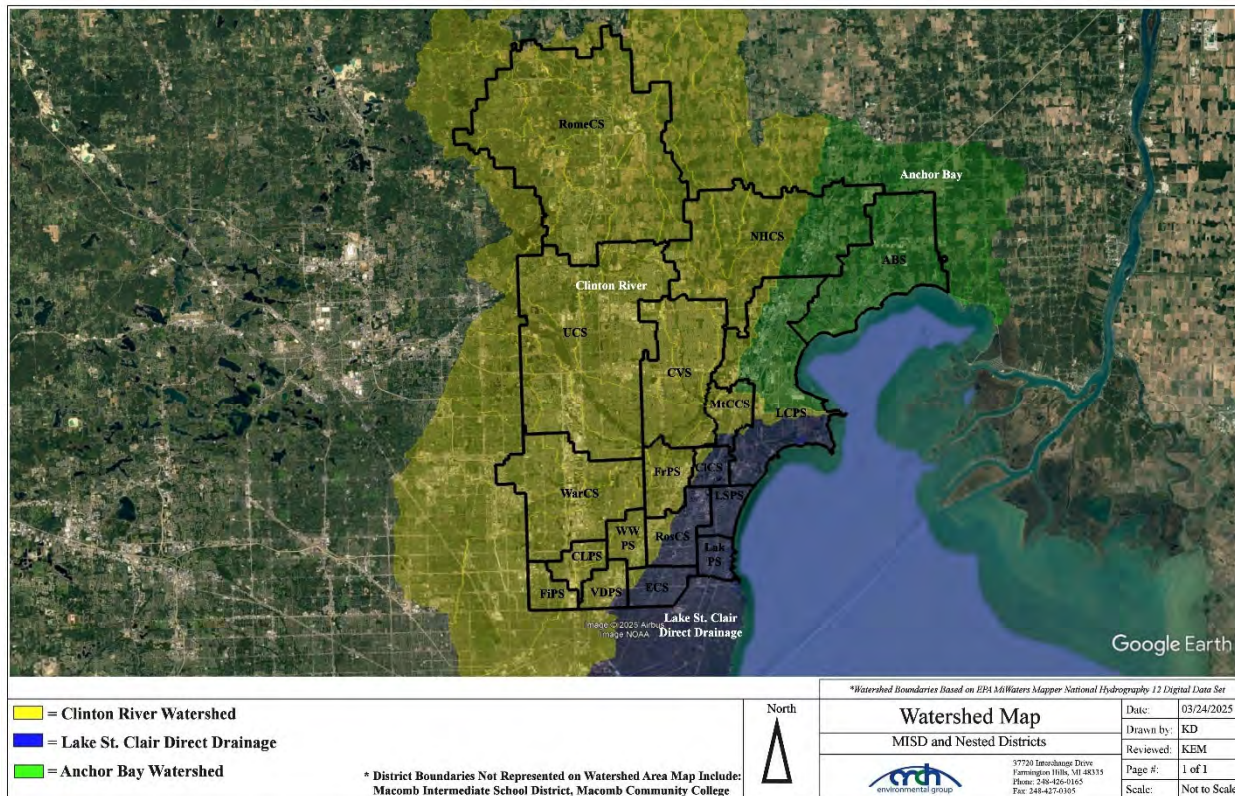 RomeCS
Anchor Bay
NHCS
ABS
Clinton River
UCS
CVS
MtCCS
LCPS
FrPS
ClCS
WarCS
LSPS
WW
PS
RosCS
Lak
PS
CLPS
FiPS
VDPS
ECS
Lake St. Clair
Direct Drainage
Image © 2025 Airbus
Image NOAA
Google Earth
*Watershed Boundaries Based on EPA MiWaters Mapper National Hydrography 12 Digital Data Set
= Clinton River Watershed
= Lake St. Clair Direct Drainage
= Anchor Bay Watershed
* District Boundaries Not Represented on Watershed Area Map Include:
Macomb Intermediate School District, Macomb Community College
North
Watershed Map
MISD and Nested Districts
arch
environmental group
37720 Interchange Drive
Farmington Hills, MI 48335
Phone: 248-426-0165
Fax: 248-427-0305
Date: 03/24/2025
Drawn by: KD
Reviewed: KEM
Page #: 1 of 1
Scale: Not to Scale